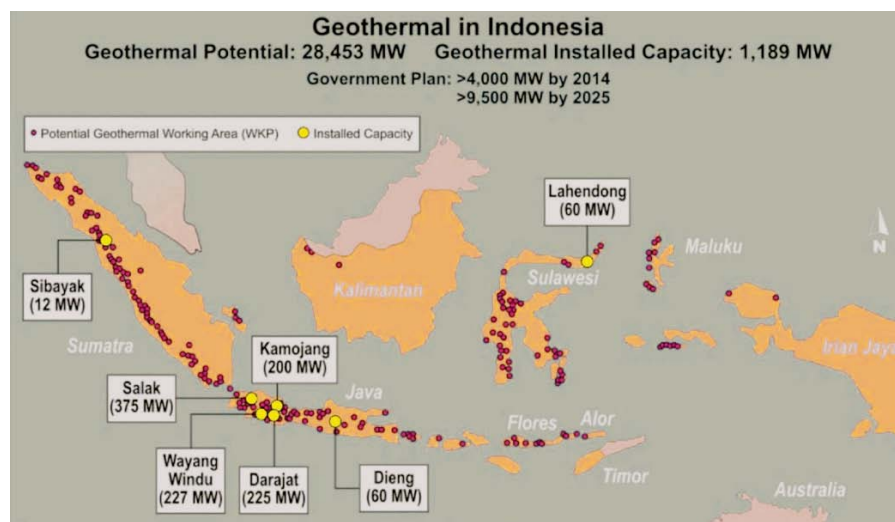 Geothermal in Indonesia
Geothermal Potential: 28,453 MW Geothermal Installed Capacity: 1,189 MW
Government Plan: >4,000 MW by 2014
>9,500 MW by 2025
Potential Geothermal Working Area (WKP) Installed Capacity
Lahendong
(60 MW)
Maluku
N
Sulawesi
Kalimantan
Sibayak
(12 MW)
Sumatra
Irian Jaya
Kamojang
(200 MW)
Salak
(375 MW)
Java
Flores
Alor
Timor
Wayang
Windu
(227 MW)
Darajat
(225 MW)
Dieng
(60 MW)
Australia